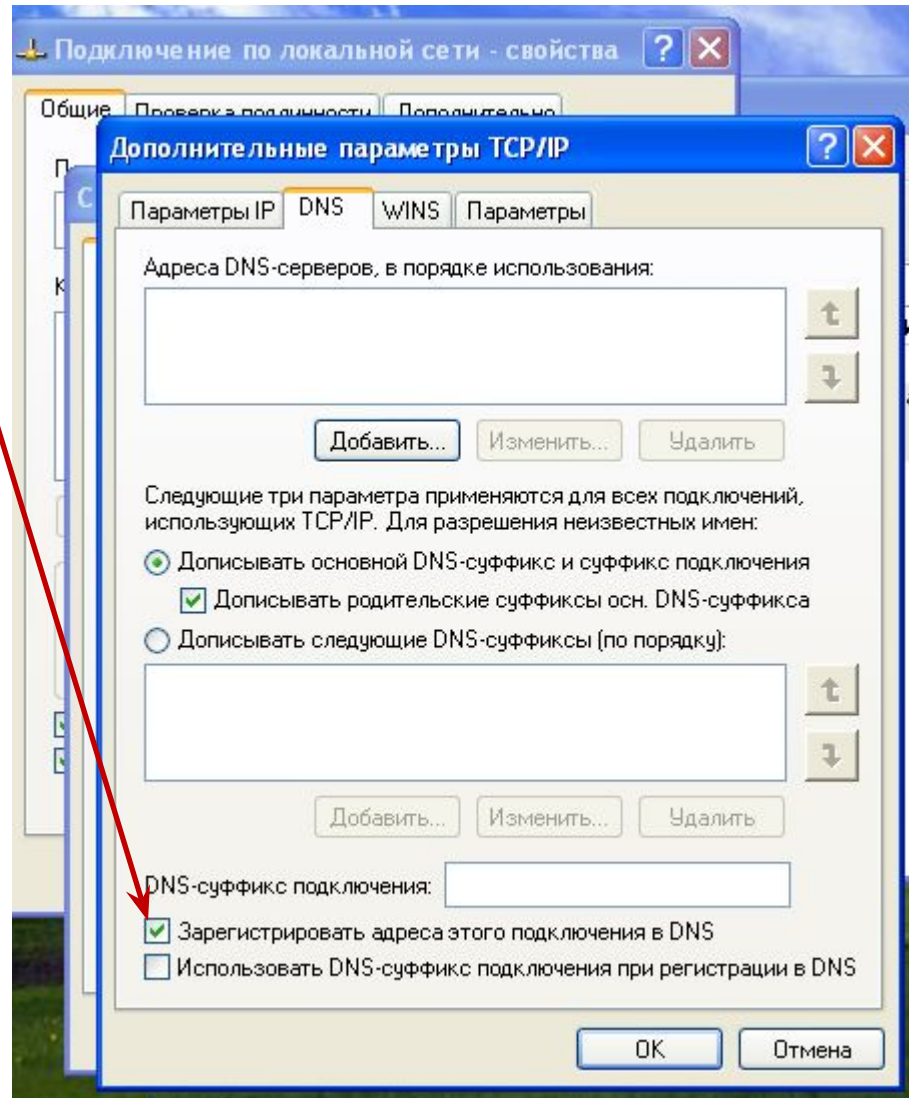 Подключение по локальной сети - свойства
Общие Проверка подлинности Дополнительно
Дополнительные параметры TCP/IP
Параметры IP DNS WINS Параметры
Адреса DNS-серверов, в порядке использования:
Добавить... Изменить... Удалить
Следующие три параметра применяются для всех подключений,
использующих TCP/IP. Для разрешения неизвестных имен:
Дописывать основной DNS-суффикс и суффикс подключения
Дописывать родительские суффиксы осн. DNS-суффикса
Дописывать следующие DNS-суффиксы (по порядку):
Добавить... Изменить... Удалить
DNS-суффикс подключения:
Зарегистрировать адреса этого подключения в DNS
Использовать DNS-суффикс подключения при регистрации в DNS
ОК Отмена